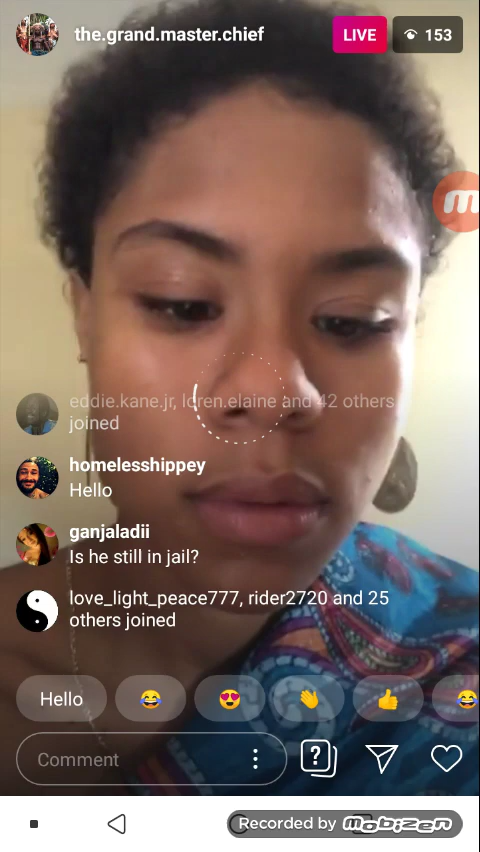 the.grand.master.chief
LIVE
153
eddie.kane.jr, loren.elaine and 42 others
joined
homelesshippey
Hello
ganjaladii
Is he still in jail?
love_light_peace777, rider2720 and 25
others joined
Hello
Comment
?
Recorded by mobizen